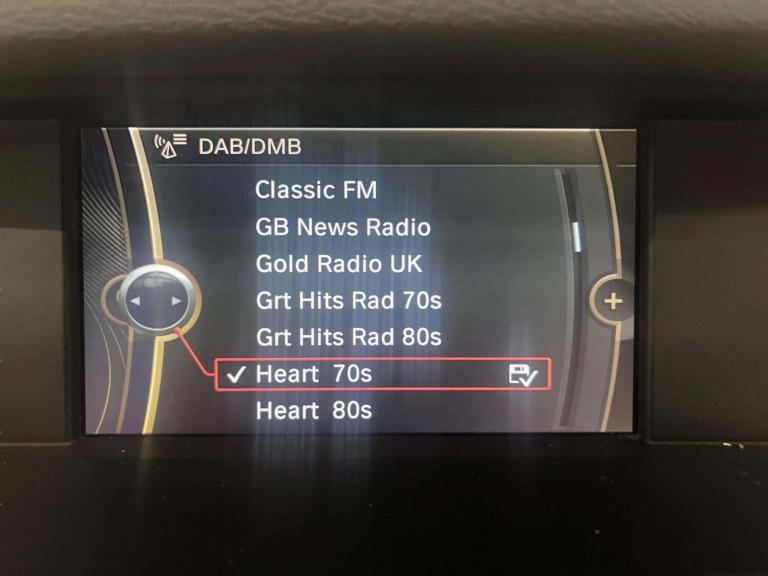 DAB/DMB
Classic FM
GB News Radio
Gold Radio UK
Grt Hits Rad 70s
Grt Hits Rad 80s
Heart 70s
Heart 80s